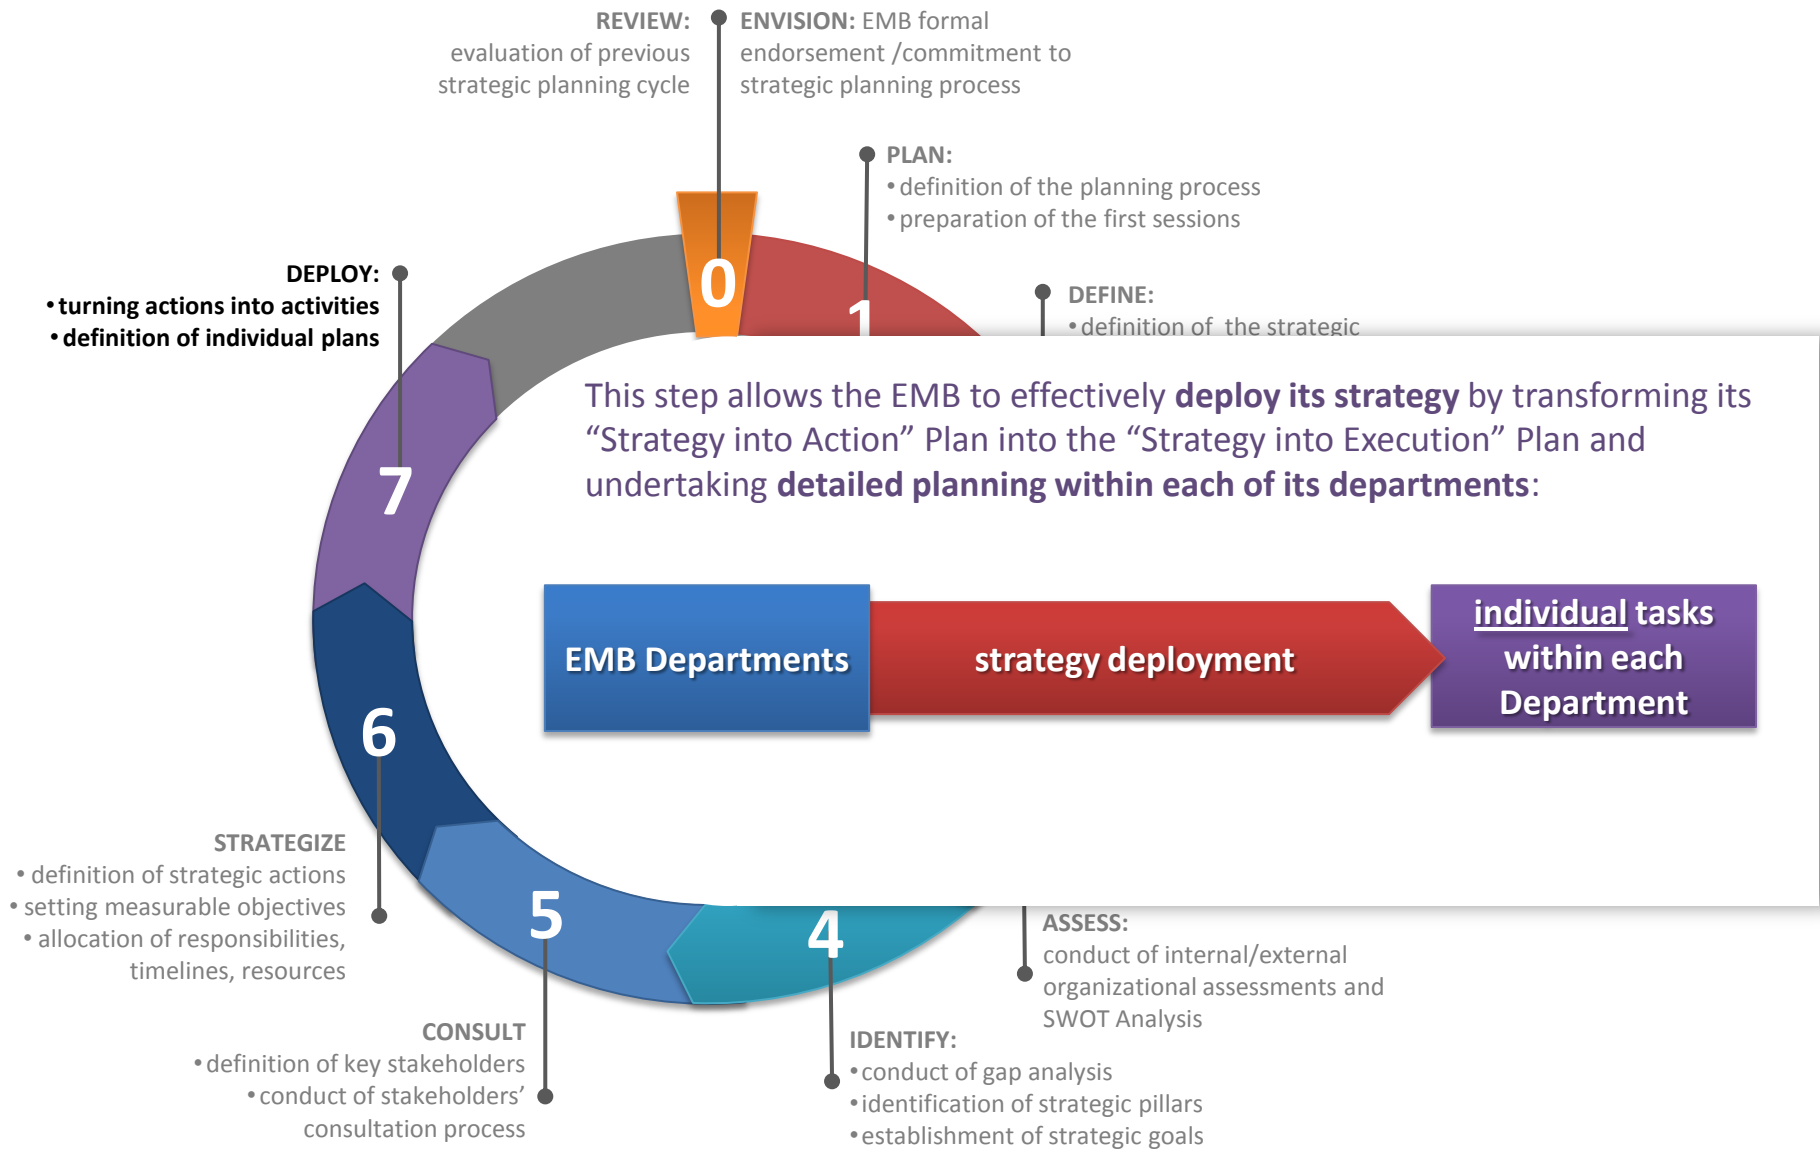 REVIEW:
evaluation of previous
strategic planning cycle
ENVISION: EMB formal
endorsement /commitment to
strategic planning process
PLAN:
• definition of the planning process
• preparation of the first sessions
DEFINE:
• definition of the strategic
DEPLOY:
• turning actions into activities
• definition of individual plans
0
1
This step allows the EMB to effectively deploy its strategy by transforming its
“Strategy into Action” Plan into the “Strategy into Execution” Plan and
undertaking detailed planning within each of its departments:
7
EMB Departments
strategy deployment
individual tasks
within each
Department
6
STRATEGIZE
• definition of strategic actions
• setting measurable objectives
• allocation of responsibilities,
timelines, resources
5
4
ASSESS:
conduct of internal/external
organizational assessments and
SWOT Analysis
CONSULT
• definition of key stakeholders
• conduct of stakeholders’
consultation process
IDENTIFY:
• conduct of gap analysis
• identification of strategic pillars
• establishment of strategic goals